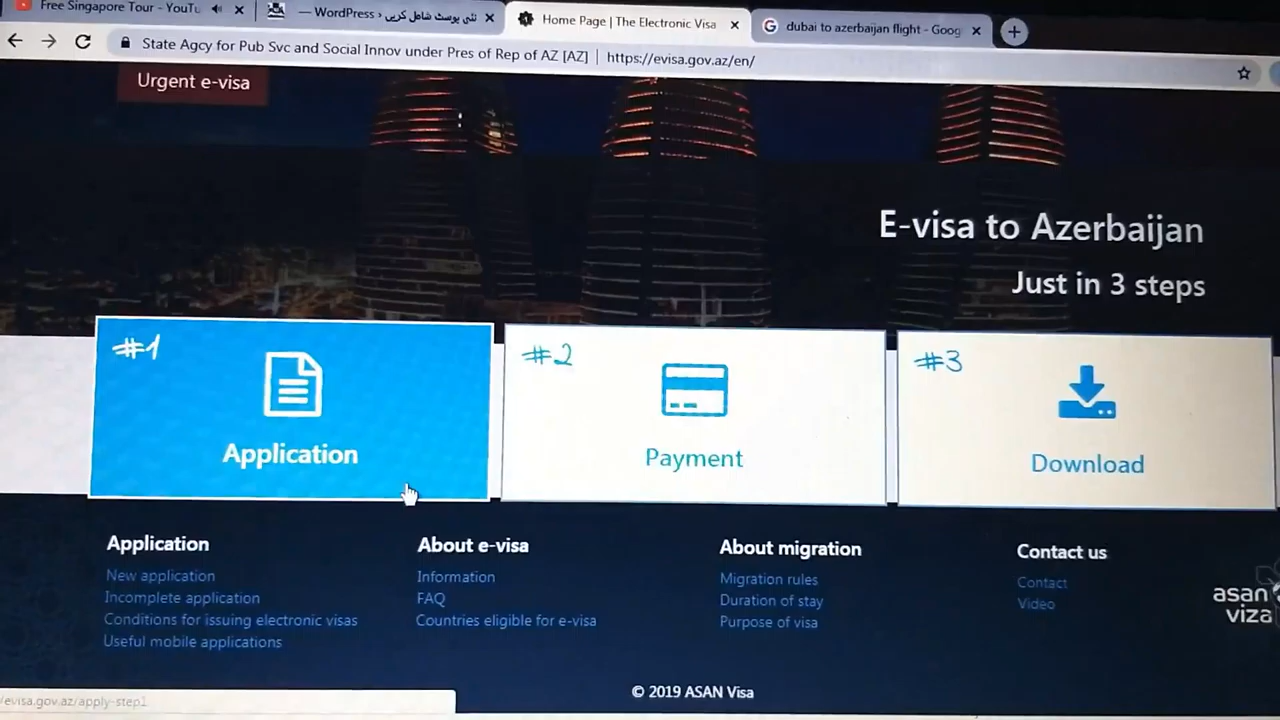 Free Singapore Tour - YouTu
— WordPress ‹ نئی پوسٹ شامل کریں
Home Page | The Electronic Visa
dubai to azerbaijan flight - Goog
State Agcy for Pub Svc and Social Innov under Pres of Rep of AZ [AZ] | https://evisa.gov.az/en/
Urgent e-visa
E-visa to Azerbaijan
Just in 3 steps
#1
Application
#2
Payment
#3
Download
Application
New application
Incomplete application
Conditions for issuing electronic visas
Useful mobile applications
About e-visa
Information
FAQ
Countries eligible for e-visa
About migration
Migration rules
Duration of stay
Purpose of visa
Contact us
Contact
Video
asan
viza
© 2019 ASAN Visa
/evisa.gov.az/apply-step1